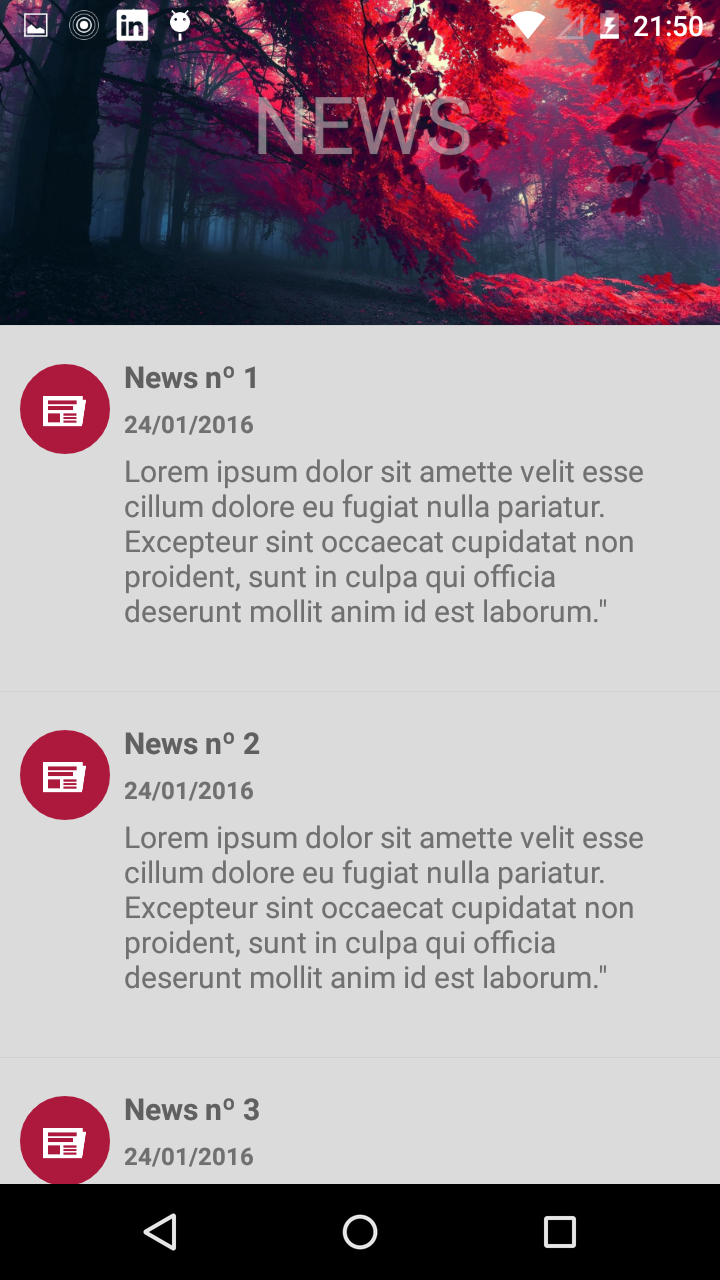 in
21:50
NEWS
News nº 1
24/01/2016
Lorem ipsum dolor sit amette velit esse
cillum dolore eu fugiat nulla pariatur.
Excepteur sint occaecat cupidatat non
proident, sunt in culpa qui officia
deserunt mollit anim id est laborum."
News nº 2
24/01/2016
Lorem ipsum dolor sit amette velit esse
cillum dolore eu fugiat nulla pariatur.
Excepteur sint occaecat cupidatat non
proident, sunt in culpa qui officia
deserunt mollit anim id est laborum."
News nº 3
24/01/2016